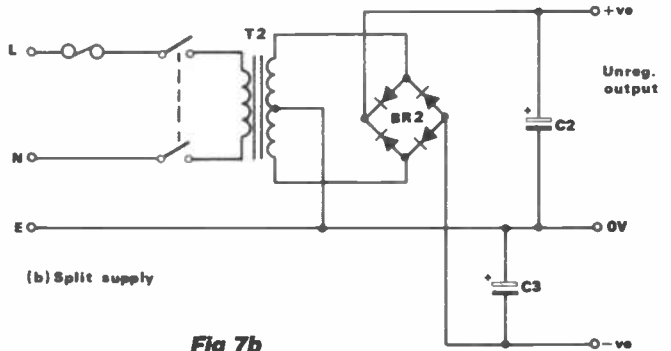 T2
+ve
L
Unreg.
output
BR2
+
C2
N
E
0V
(b) Split supply
+
C3
Fig 7b
-ve